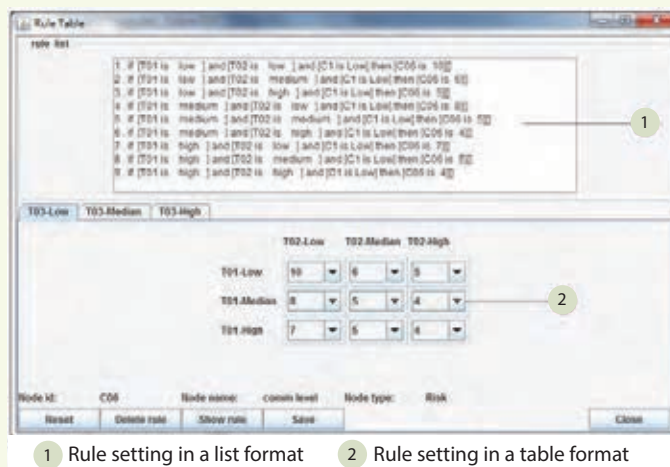 Rule Table
rule list
1. if [T01 is low ] and [T02 is low ] and [C1 is Low] then [C06 is 10]]
2. if [T01 is low ] and [T02 is medium ] and [C1 is Low] then [C06 is 6]]
3. if [T01 is low ] and [T02 is high ] and [C1 is Low] then [C06 is 5]]
4. if [T01 is medium ] and [T02 is low ] and [C1 is Low] then [C06 is 8]]
5. if [T01 is medium ] and [T02 is medium ] and [C1 is Low] then [C06 is 5]]
6. if [T01 is medium ] and [T02 is high ] and [C1 is Low] then [C06 is 4]]
7. if [T01 is high ] and [T02 is low ] and [C1 is Low] then [C06 is 7]]
8. if [T01 is high ] and [T02 is medium ] and [C1 is Low] then [C06 is]]
9. if [T01 is high ] and [T02 is high ] and [C1 is Low] then [C06 is 4]]
1
T03-Low T03-Median T03-High
T02-Low T02-Median T02-High
T01-Low 10 6 5
T01-Median 8 5 4
2
T01-High 7
Node id: C06 Node name: comm level Node type: Risk
Reset Delete rule Show rule Save Close
1 Rule setting in a list format 2 Rule setting in a table format